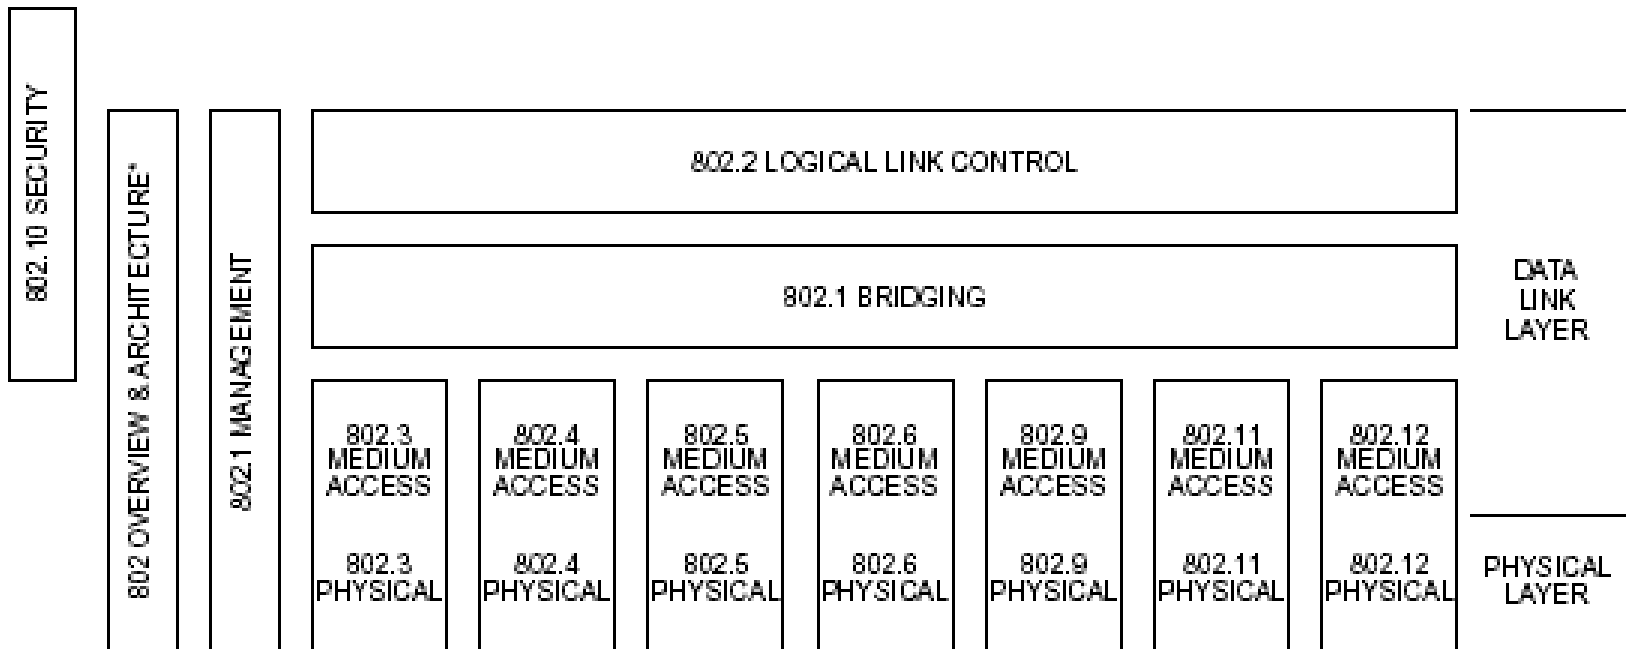 802.10 SECURITY
802 OVERVIEW & ARCHITECTURE*
802.1 MANAGEMENT
802.2 LOGICAL LINK CONTROL
802.1 BRIDGING
DATA
LINK
LAYER
802.3
MEDIUM
ACCESS
802.3
PHYSICAL
802.4
MEDIUM
ACCESS
802.4
PHYSICAL
802.5
MEDIUM
ACCESS
802.5
PHYSICAL
802.6
MEDIUM
ACCESS
802.6
PHYSICAL
802.9
MEDIUM
ACCESS
802.9
PHYSICAL
802.11
MEDIUM
ACCESS
802.11
PHYSICAL
802.12
MEDIUM
ACCESS
802.12
PHYSICAL
PHYSICAL
LAYER